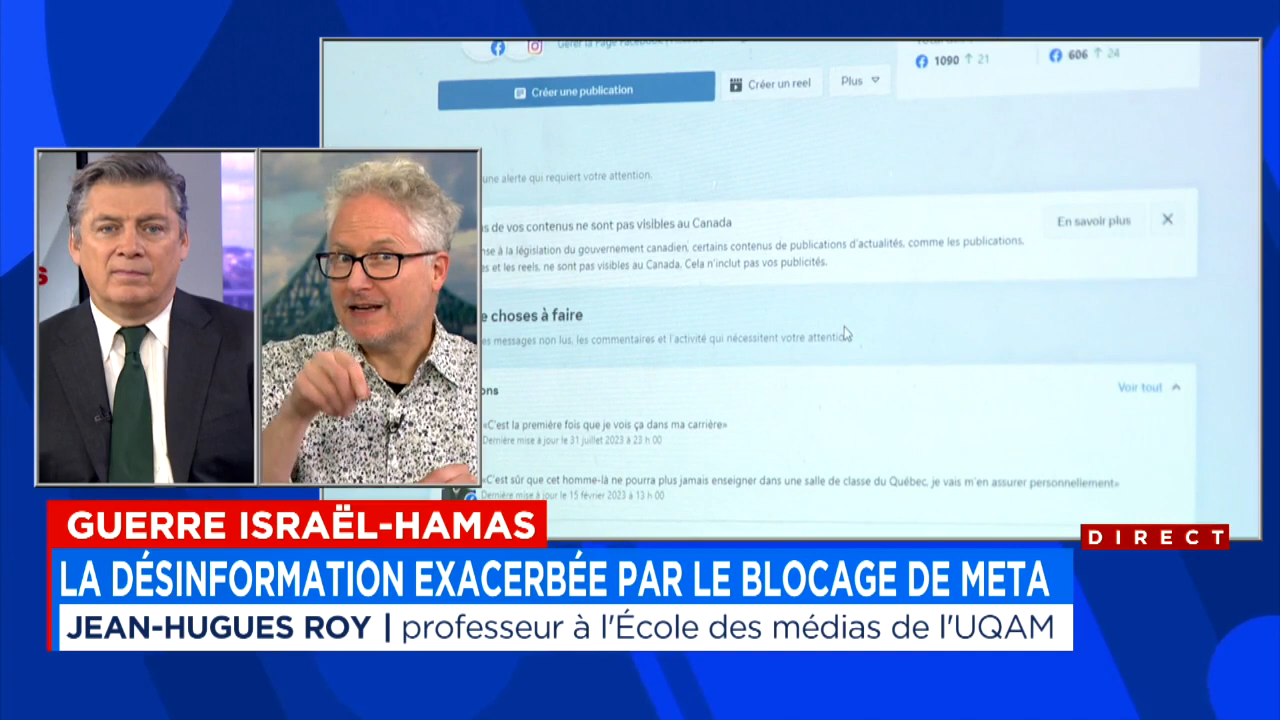 1090 ↑ 21
606 ↑ 24
Créer une publication
Créer un reel
Plus
une alerte qui requiert votre attention.
s de vos contenus ne sont pas visibles au Canada
En savoir plus
nse à la législation du gouvernement canadien, certains contenus de publications d'actualités, comme les publications,
es et les reels, ne sont pas visibles au Canada. Cela n'inclut pas vos publicités.
e choses à faire
es messages non lus, les commentaires et l'activité qui nécessitent votre attention
ons
Voir tout
«C'est la première fois que je vois ça dans ma carrière»
Dernière mise à jour le 31 juillet 2023 à 23 h 00
«C'est sûr que cet homme-là ne pourra plus jamais enseigner dans une salle de classe du Québec, je vais m'en assurer personnellement»
Dernière mise à jour le 15 février 2023 à 13 h 00
GUERRE ISRAËL-HAMAS
DIRECT
LA DÉSINFORMATION EXACERBÉE PAR LE BLOCAGE DE META
JEAN-HUGUES ROY | professeur à l'École des médias de l'UQAM